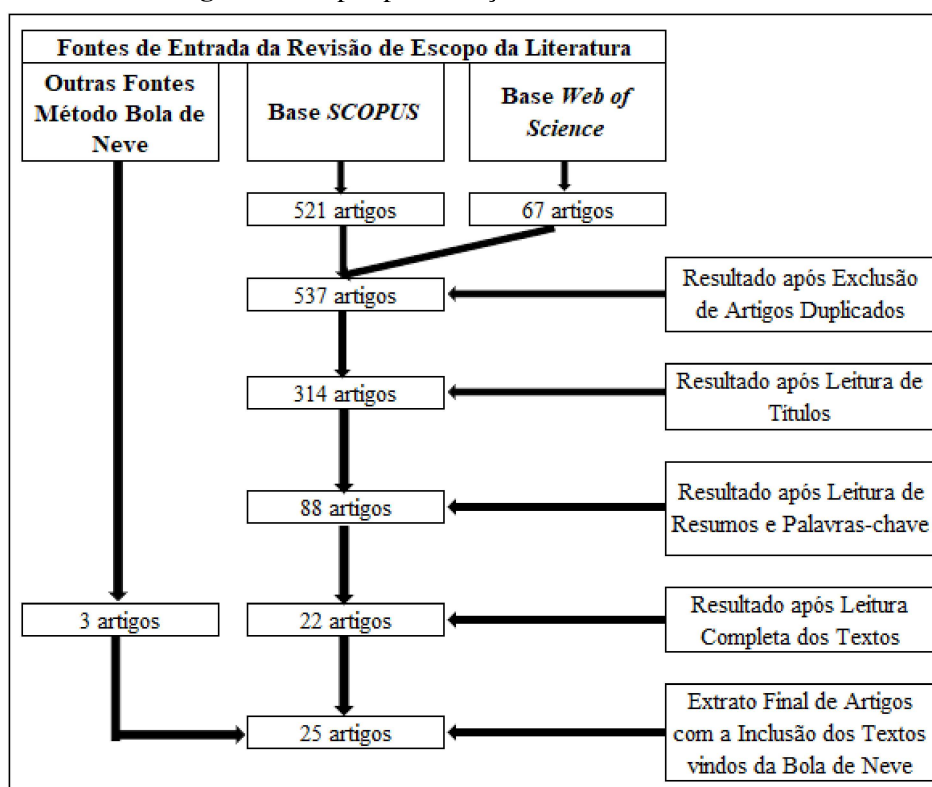 Fontes de Entrada da Revisão de Escopo da Literatura
Outras Fontes
Método Bola de
Neve
Base SCOPUS
Base Web of
Science
521 artigos
67 artigos
537 artigos
Resultado após Exclusão
de Artigos Duplicados
314 artigos
Resultado após Leitura de
Títulos
88 artigos
Resultado após Leitura de
Resumos e Palavras-chave
3 artigos
22 artigos
Resultado após Leitura
Completa dos Textos
25 artigos
Extrato Final de Artigos
com a Inclusão dos Textos
vindos da Bola de Neve